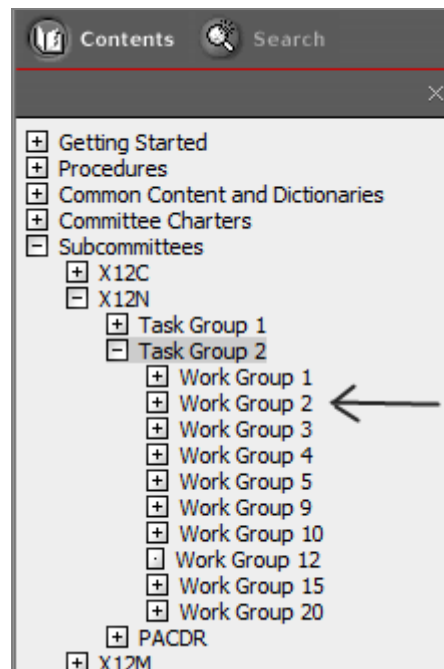 Contents Search
Getting Started
Procedures
Common Content and Dictionaries
Committee Charters
Subcommittees
X12C
X12N
Task Group 1
Task Group 2
Work Group 1
Work Group 2
Work Group 3
Work Group 4
Work Group 5
Work Group 9
Work Group 10
Work Group 12
Work Group 15
Work Group 20
PACDR
X12M